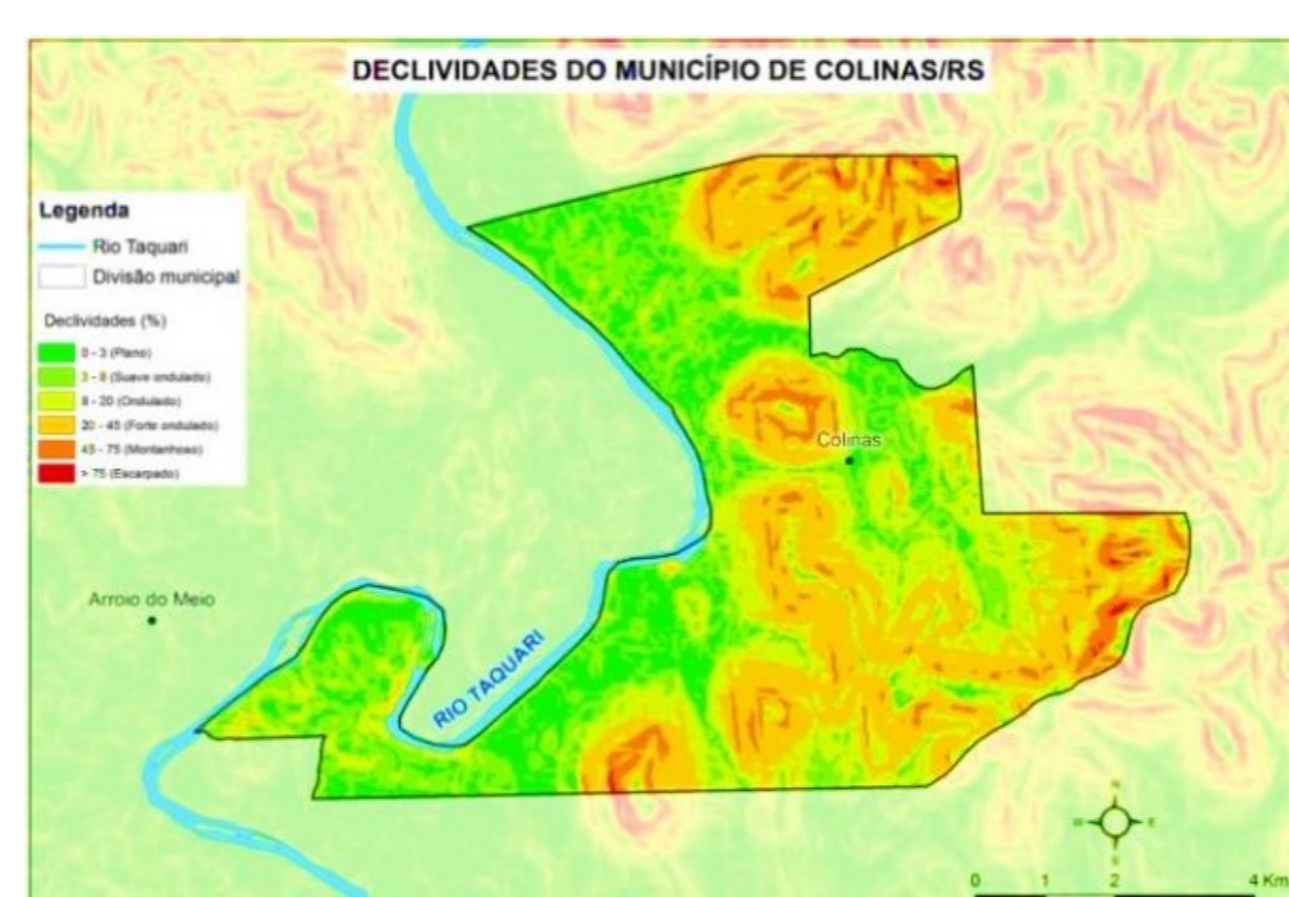 DECLIVIDADES DO MUNICÍPIO DE COLINAS/RS
Legenda
Rio Taquari
Divisão municipal
Declividades (%)
0 - 3 (Plano)
3 - 8 (Suave ondulado)
8 - 20 (Ondulado)
20 - 45 (Forte ondulado)
45 - 75 (Montanhoso)
> 75 (Escarpado)
Colinas
Arroio do Meio
RIO TAQUARI
N
W E
S
0 1 2 4 Km